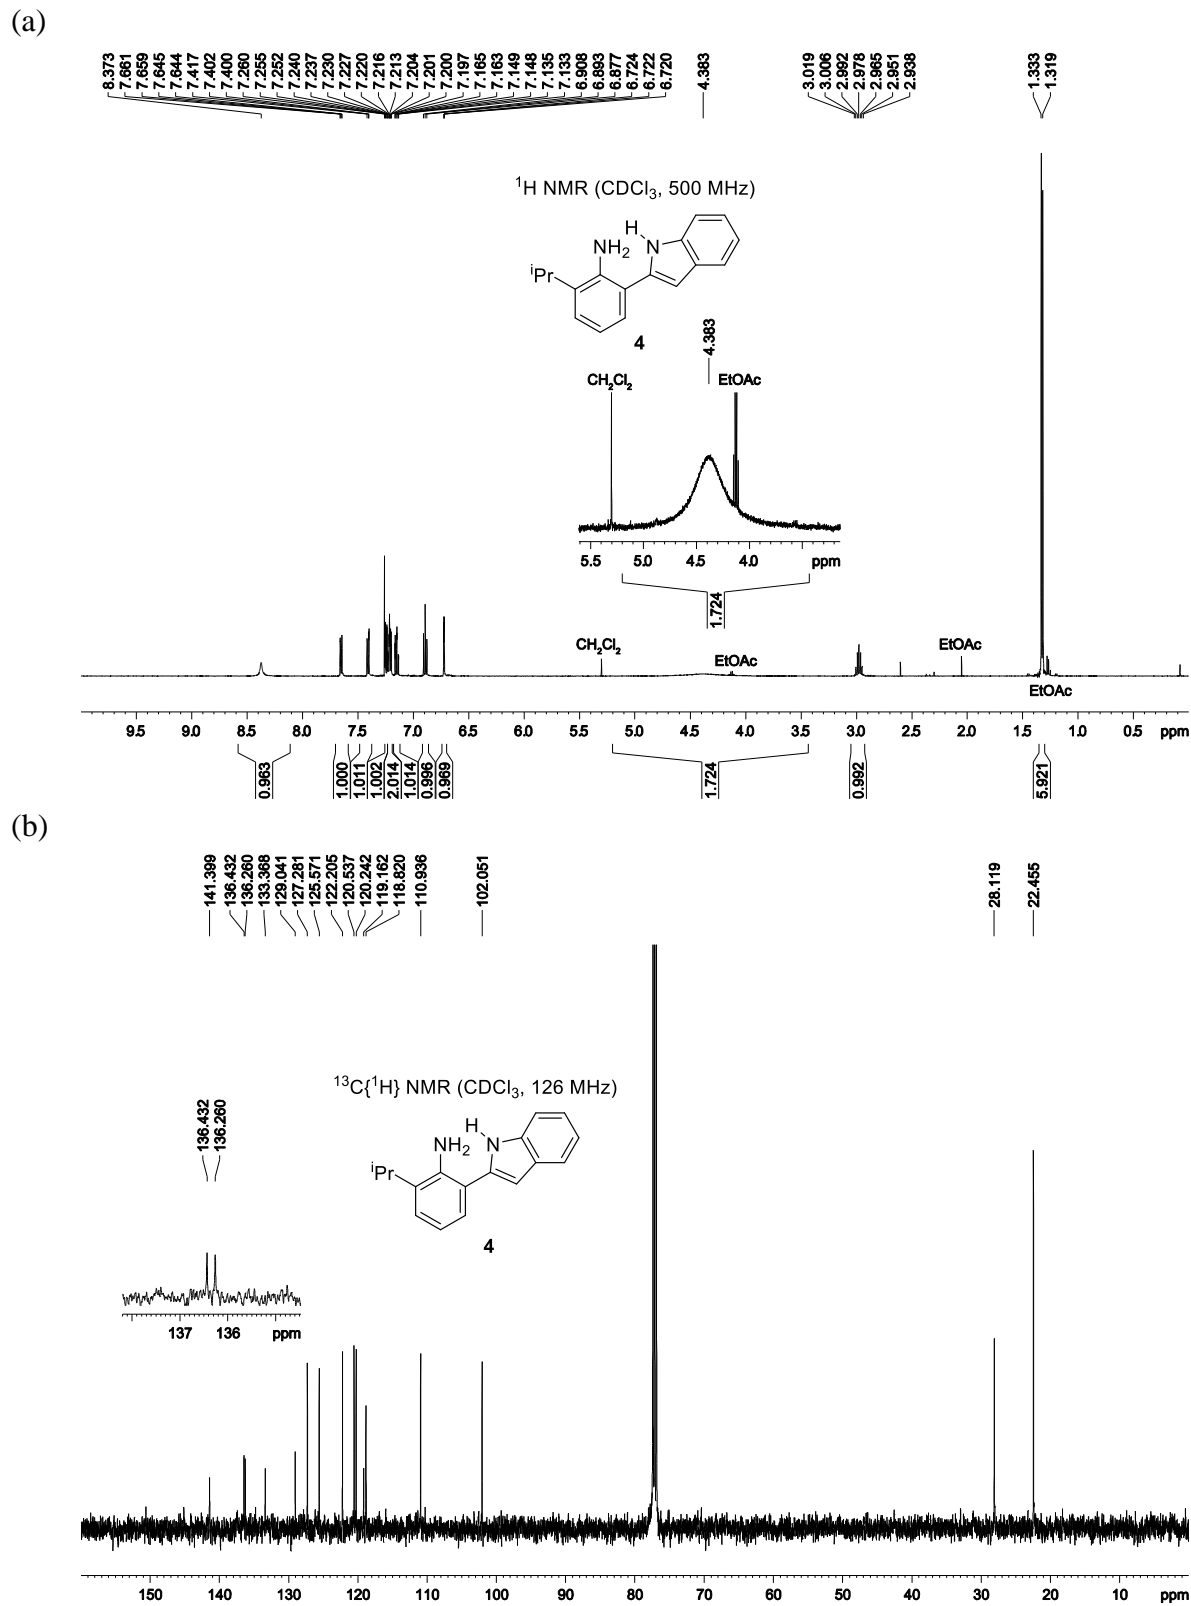 (a)
8.373 7.661 7.659 7.645 7.644 7.417 7.402 7.400 7.260 7.255 7.252 7.240 7.237 7.230 7.227 7.220 7.216 7.213 7.204 7.201 7.200 7.197 7.165 7.163 7.149 7.148 7.135 7.133 6.908 6.893 6.877 6.724 6.722 6.720 4.383 3.019 3.006 2.992 2.978 2.965 2.951 2.938 1.333 1.319
¹H NMR (CDCl₃, 500 MHz)
H
NH₂ N
ⁱPr
4
4.383
CH₂Cl₂ EtOAc
5.5 5.0 4.5 4.0 ppm
1.724
CH₂Cl₂ EtOAc EtOAc
EtOAc
9.5 9.0 8.5 8.0 7.5 7.0 6.5 6.0 5.5 5.0 4.5 4.0 3.5 3.0 2.5 2.0 1.5 1.0 0.5 ppm
0.963 1.000 1.011 1.002 2.014 1.014 0.996 0.969 1.724 0.992 5.921
(b)
141.399 136.432 136.260 133.368 129.041 127.281 125.571 122.205 120.537 120.242 119.162 118.820 110.936 102.051 28.119 22.455
¹³C{¹H} NMR (CDCl₃, 126 MHz)
136.432 136.260
H
NH₂ N
ⁱPr
4
137 136 ppm
150 140 130 120 110 100 90 80 70 60 50 40 30 20 10 ppm